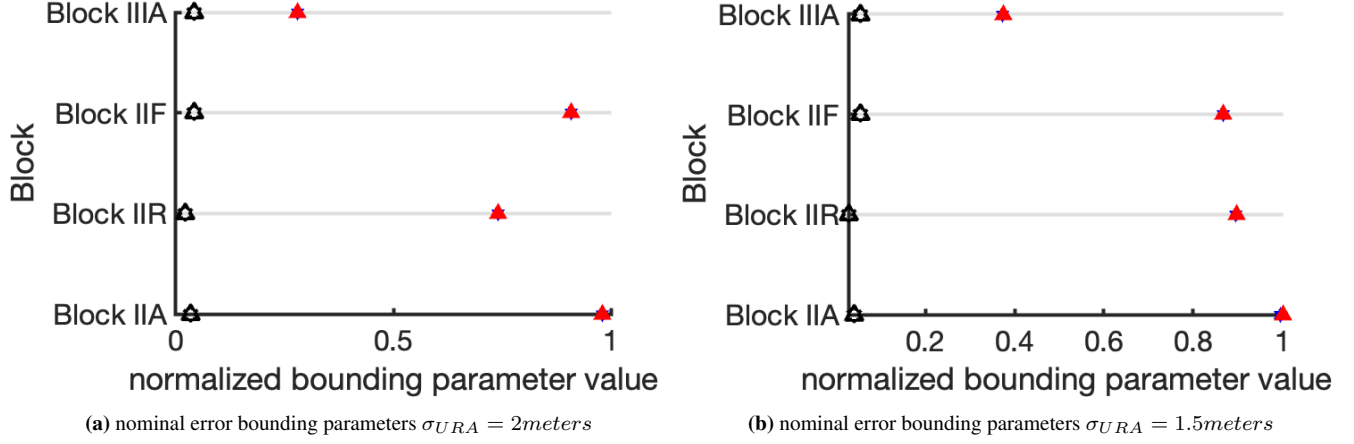 Block IIIA
Block IIF
Block IIR
Block IIA
Block
0 0.5 1
normalized bounding parameter value
(a) nominal error bounding parameters σ_URA = 2meters
Block IIIA
Block IIF
Block IIR
Block IIA
Block
0.2 0.4 0.6 0.8 1
normalized bounding parameter value
(b) nominal error bounding parameters σ_URA = 1.5meters